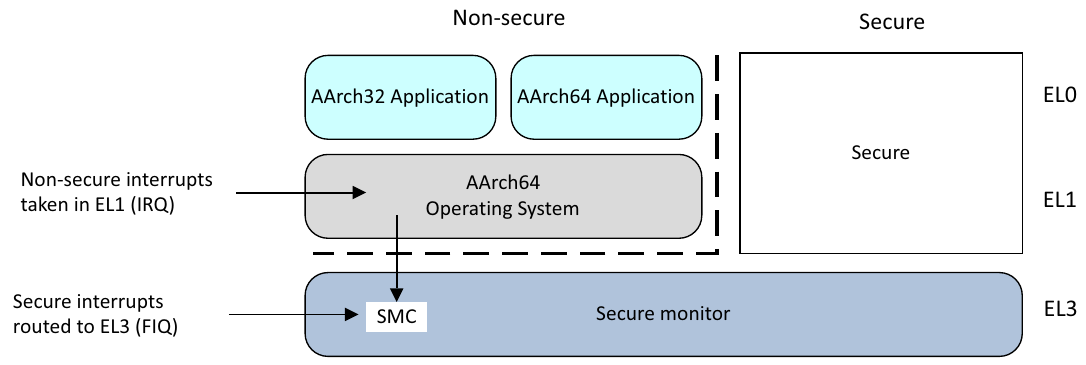 Non-secure
Secure
AArch32 Application
AArch64 Application
EL0
Secure
Non-secure interrupts
taken in EL1 (IRQ)
AArch64
Operating System
EL1
Secure interrupts
routed to EL3 (FIQ)
SMC
Secure monitor
EL3